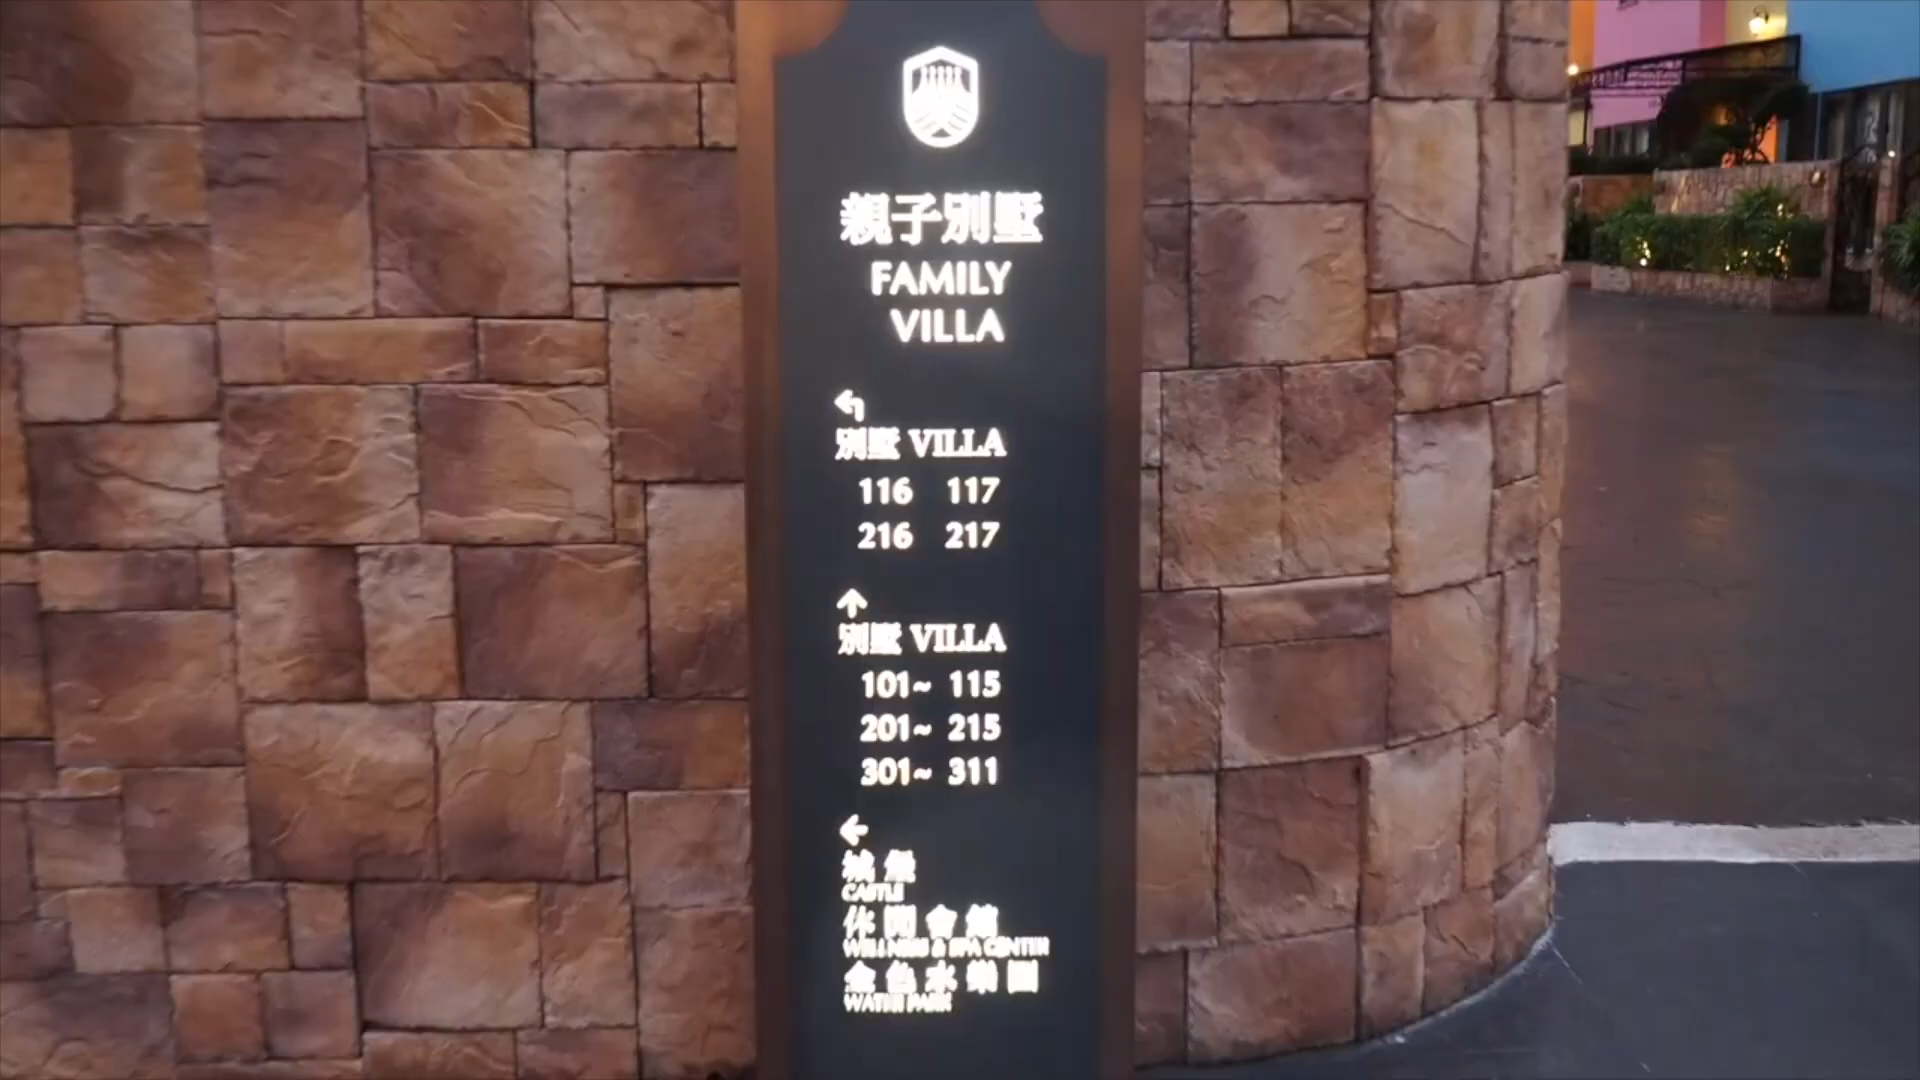 親子別墅
FAMILY
VILLA
別墅 VILLA
116 117
216 217
別墅 VILLA
101~ 115
201~ 215
301~ 311
城堡
CASTLE
休閒會館
WELLNESS & SPA CENTER
金色水樂園
WATER PARK